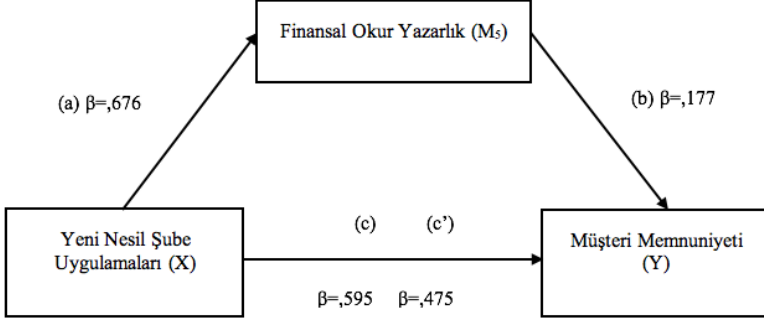 Finansal Okur Yazarlık (M₅)
(a) β=,676
(b) β=,177
Yeni Nesil Şube
Uygulamaları (X)
(c) (c’)
β=,595 β=,475
Müşteri Memnuniyeti
(Y)